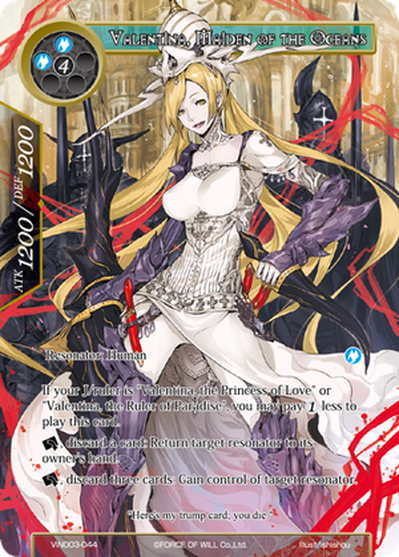 Valentina, Maiden of the Oceans
4
ATK 1200 / DEF 1200
Resonator: Human
If your J/ruler is "Valentina, the Princess of Love" or
"Valentina, the Ruler of Paradise", you may pay 1 less to
play this card.
, discard a card: Return target resonator to its
owner's hand.
, discard three cards: Gain control of target resonator.
"Here's my trump card; you die."
VIN003-044 ©FORCE OF WILL Co.,Ltd. Illust/Ishishou